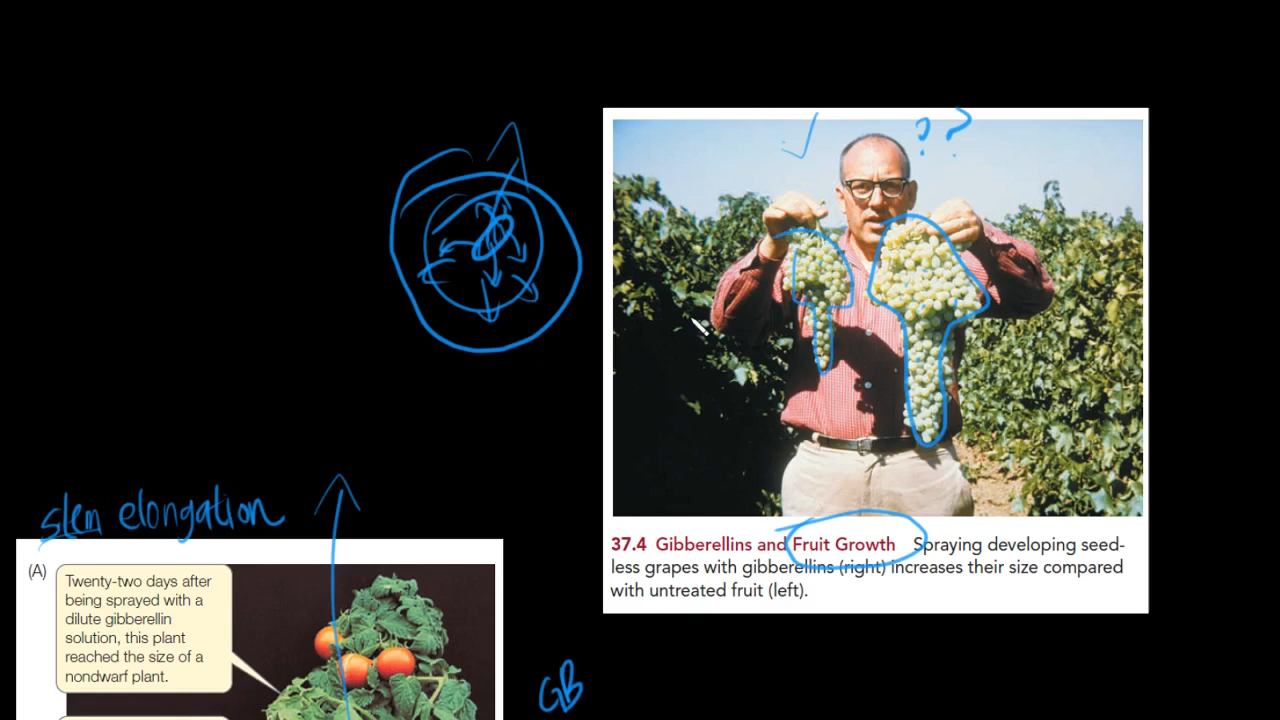 ??
37.4 Gibberellins and Fruit Growth Spraying developing seed-
less grapes with gibberellins (right) increases their size compared
with untreated fruit (left).
stem elongation
(A)
Twenty-two days after
being sprayed with a
dilute gibberellin
solution, this plant
reached the size of a
nondwarf plant.
GB